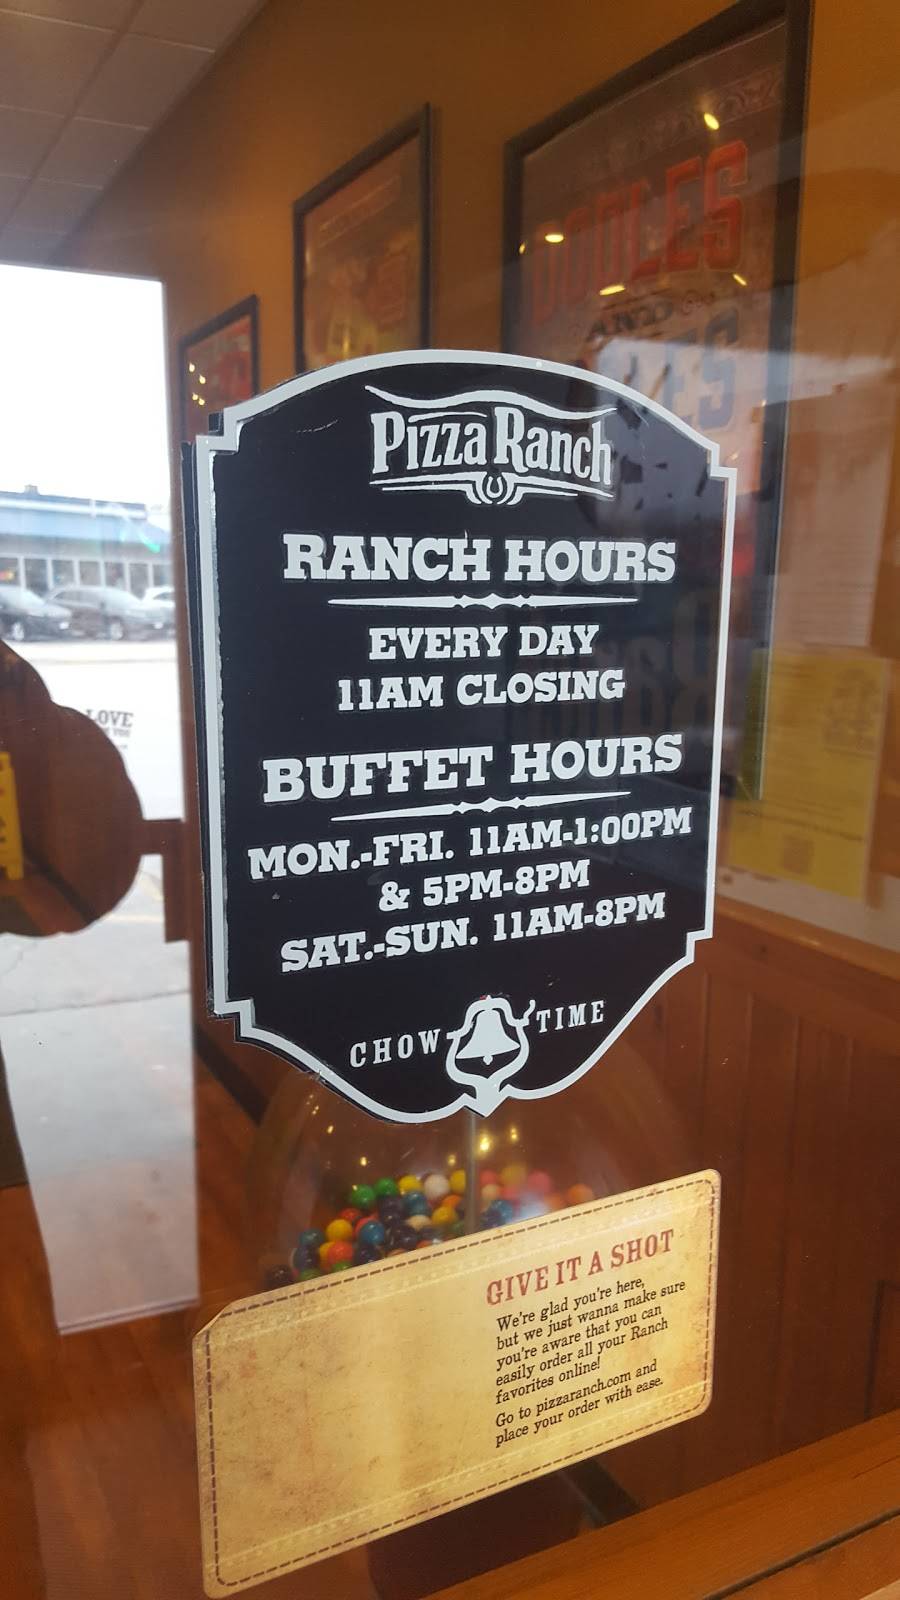 DODLES
AND
Pizza Ranch
RANCH HOURS
EVERY DAY
11AM CLOSING
BUFFET HOURS
MON.-FRI. 11AM-1:00PM
& 5PM-8PM
SAT.-SUN. 11AM-8PM
CHOW TIME
LOVE
GIVE IT A SHOT
We're glad you're here,
but we just wanna make sure
you're aware that you can
easily order all your Ranch
favorites online!
Go to pizzaranch.com and
place your order with ease.